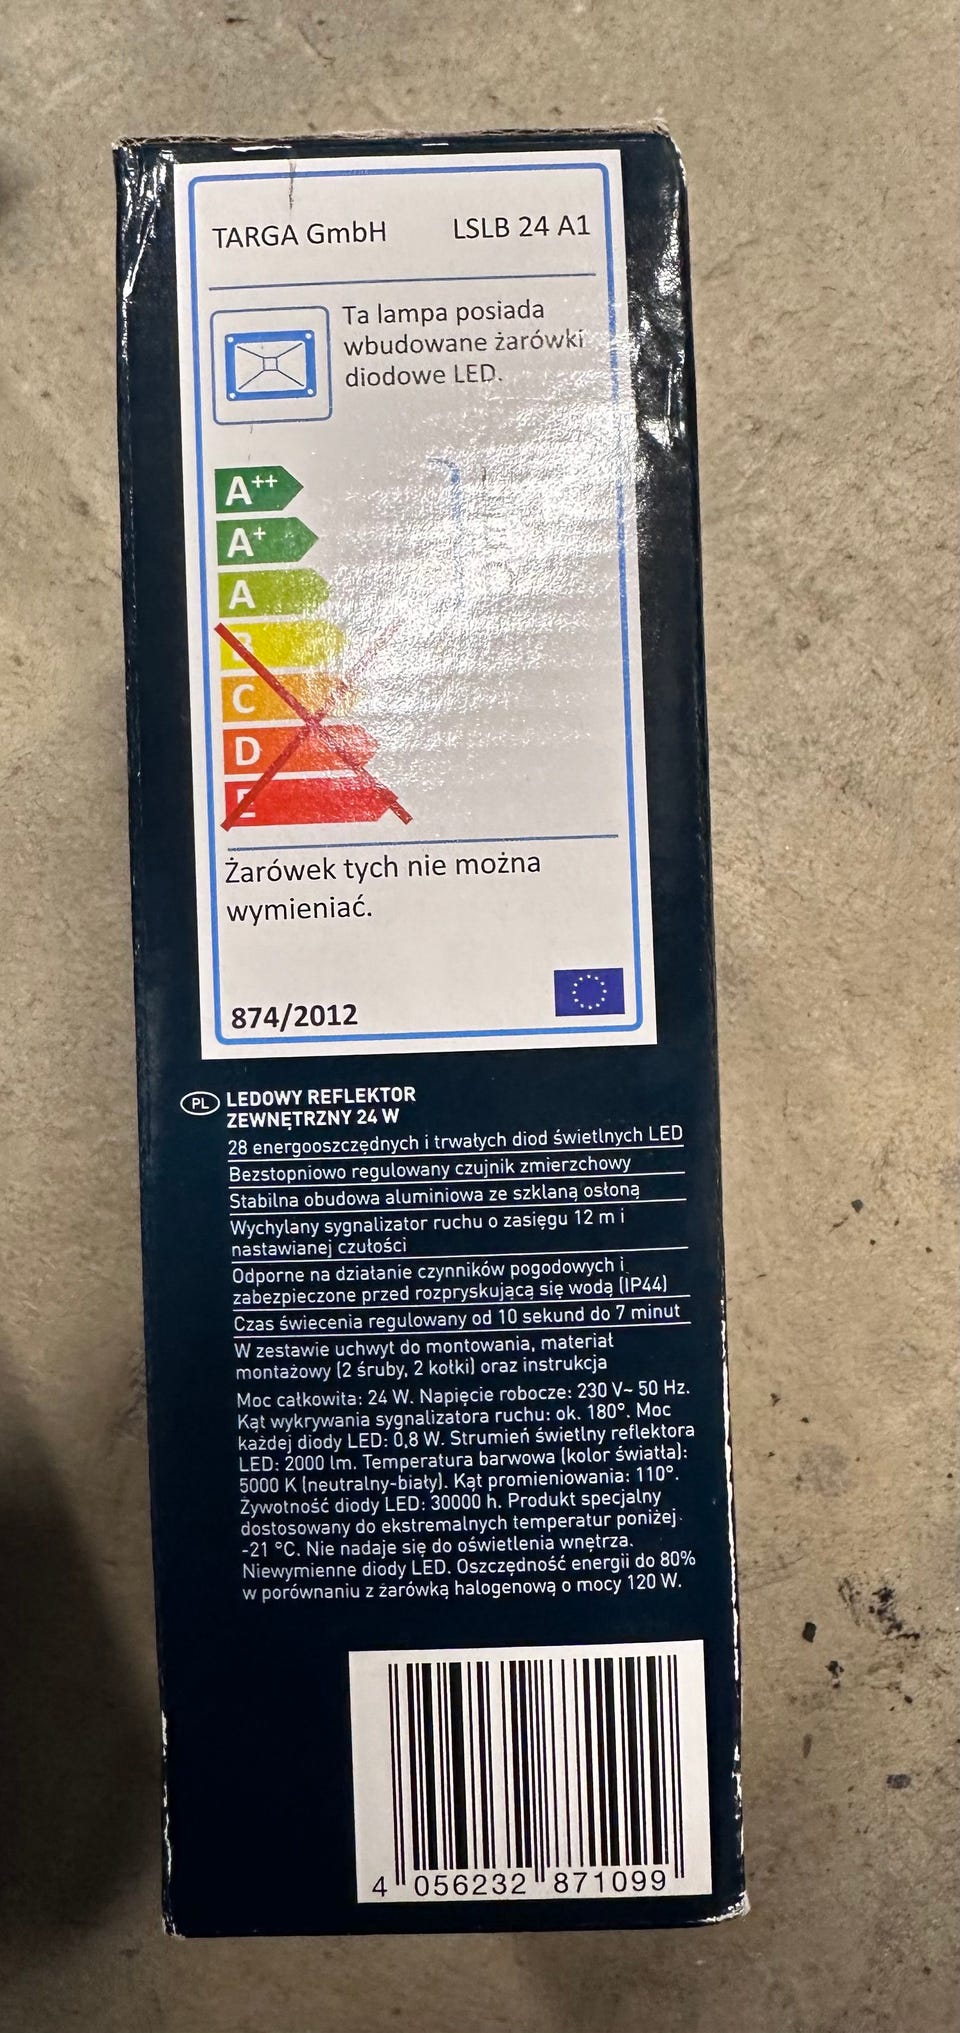 TARGA GmbH LSLB 24 A1
Ta lampa posiada
wbudowane żarówki
diodowe LED.
A++
A+
A
B
C
D
E
Żarówek tych nie można
wymieniać.
874/2012
PL LEDOWY REFLEKTOR
ZEWNĘTRZNY 24 W
28 energooszczędnych i trwałych diod świetlnych LED
Bezstopniowo regulowany czujnik zmierzchowy
Stabilna obudowa aluminiowa ze szklaną osłoną
Wychylany sygnalizator ruchu o zasięgu 12 m i
nastawianej czułości
Odporne na działanie czynników pogodowych i
zabezpieczone przed rozpryskującą się wodą (IP44)
Czas świecenia regulowany od 10 sekund do 7 minut
W zestawie uchwyt do montowania, materiał
montażowy (2 śruby, 2 kołki) oraz instrukcja
Moc całkowita: 24 W. Napięcie robocze: 230 V~ 50 Hz.
Kąt wykrywania sygnalizatora ruchu: ok. 180°. Moc
każdej diody LED: 0,8 W. Strumień świetlny reflektora
LED: 2000 lm. Temperatura barwowa (kolor światła):
5000 K (neutralny-biały). Kąt promieniowania: 110°.
Żywotność diody LED: 30000 h. Produkt specjalny
dostosowany do ekstremalnych temperatur poniżej
-21 °C. Nie nadaje się do oświetlenia wnętrza.
Niewymienne diody LED. Oszczędność energii do 80%
w porównaniu z żarówką halogenową o mocy 120 W.
4 056232 871099